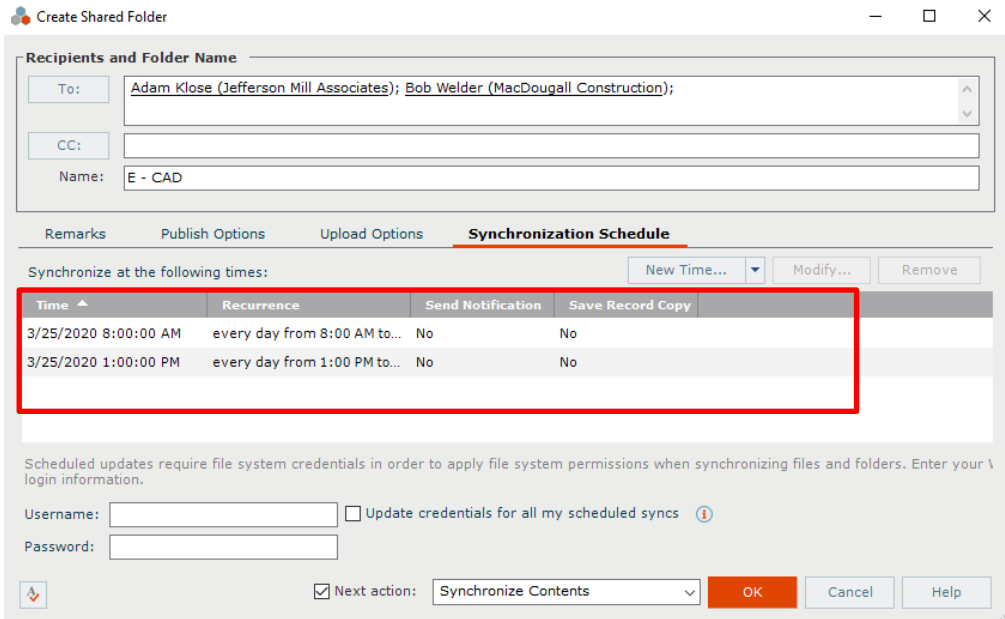 Create Shared Folder
Recipients and Folder Name
To: Adam Klose (Jefferson Mill Associates); Bob Welder (MacDougall Construction);
CC:
Name: E - CAD
Remarks Publish Options Upload Options Synchronization Schedule
Synchronize at the following times: New Time... Modify... Remove
Time Recurrence Send Notification Save Record Copy
3/25/2020 8:00:00 AM every day from 8:00 AM to... No No
3/25/2020 1:00:00 PM every day from 1:00 PM to... No No
Scheduled updates require file system credentials in order to apply file system permissions when synchronizing files and folders. Enter your
login information.
Username: Update credentials for all my scheduled syncs i
Password:
A Next action: Synchronize Contents OK Cancel Help